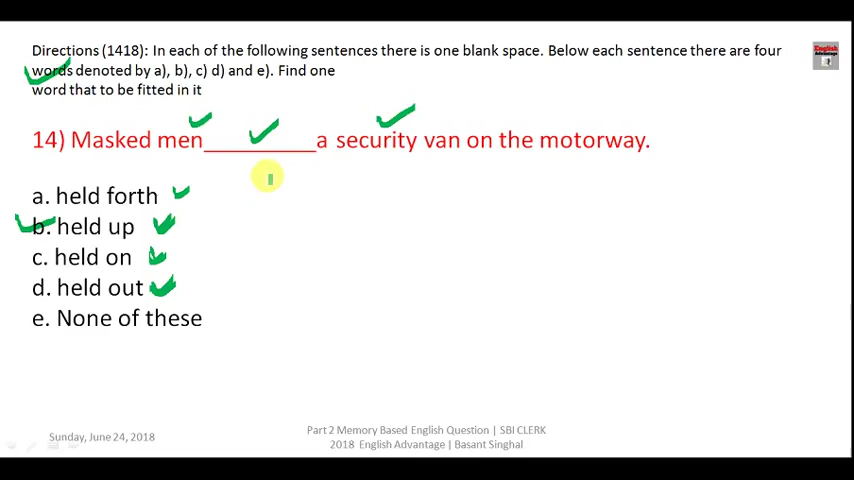 Directions (1418): In each of the following sentences there is one blank space. Below each sentence there are four
words denoted by a), b), c) d) and e). Find one
word that to be fitted in it
English
14) Masked men__________a security van on the motorway.
a. held forth
b. held up
c. held on
d. held out
e. None of these
Sunday, June 24, 2018
Part 2 Memory Based English Question | SBI CLERK
2018 English Advantage | Basant Singhal